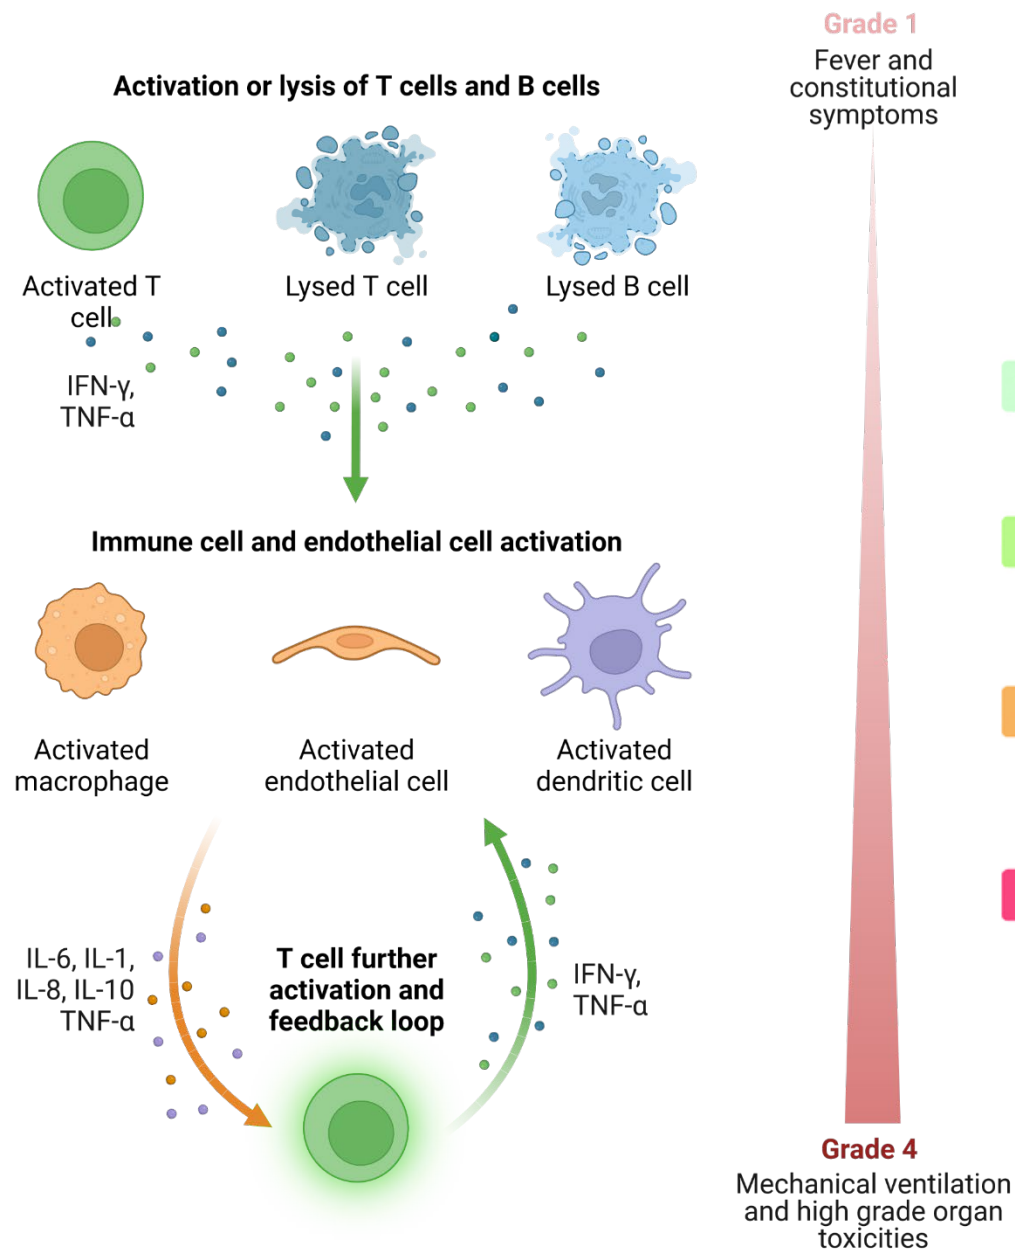 Grade 1
Fever and
constitutional
symptoms
Activation or lysis of T cells and B cells
Activated T
cell
Lysed T cell
Lysed B cell
IFN-γ,
TNF-α
Immune cell and endothelial cell activation
Activated
macrophage
Activated
endothelial cell
Activated
dendritic cell
IL-6, IL-1,
IL-8, IL-10
TNF-α
T cell further
activation and
feedback loop
IFN-γ,
TNF-α
Grade 4
Mechanical ventilation
and high grade organ
toxicities